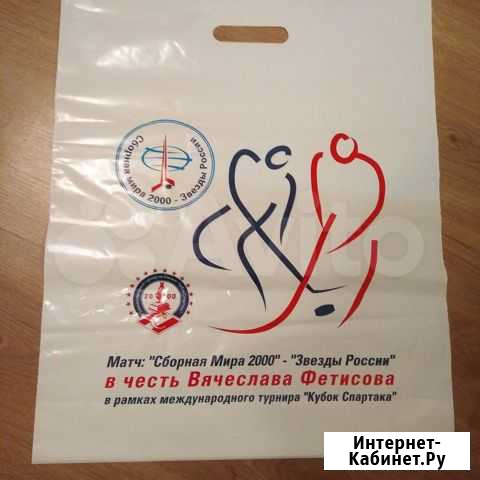 Сборная мира 2000 - Звезды России
Avito
2000
Матч: "Сборная Мира 2000" - "Звезды России"
в честь Вячеслава Фетисова
в рамках международного турнира "Кубок Спартака"
Интернет-
Кабинет.Ру